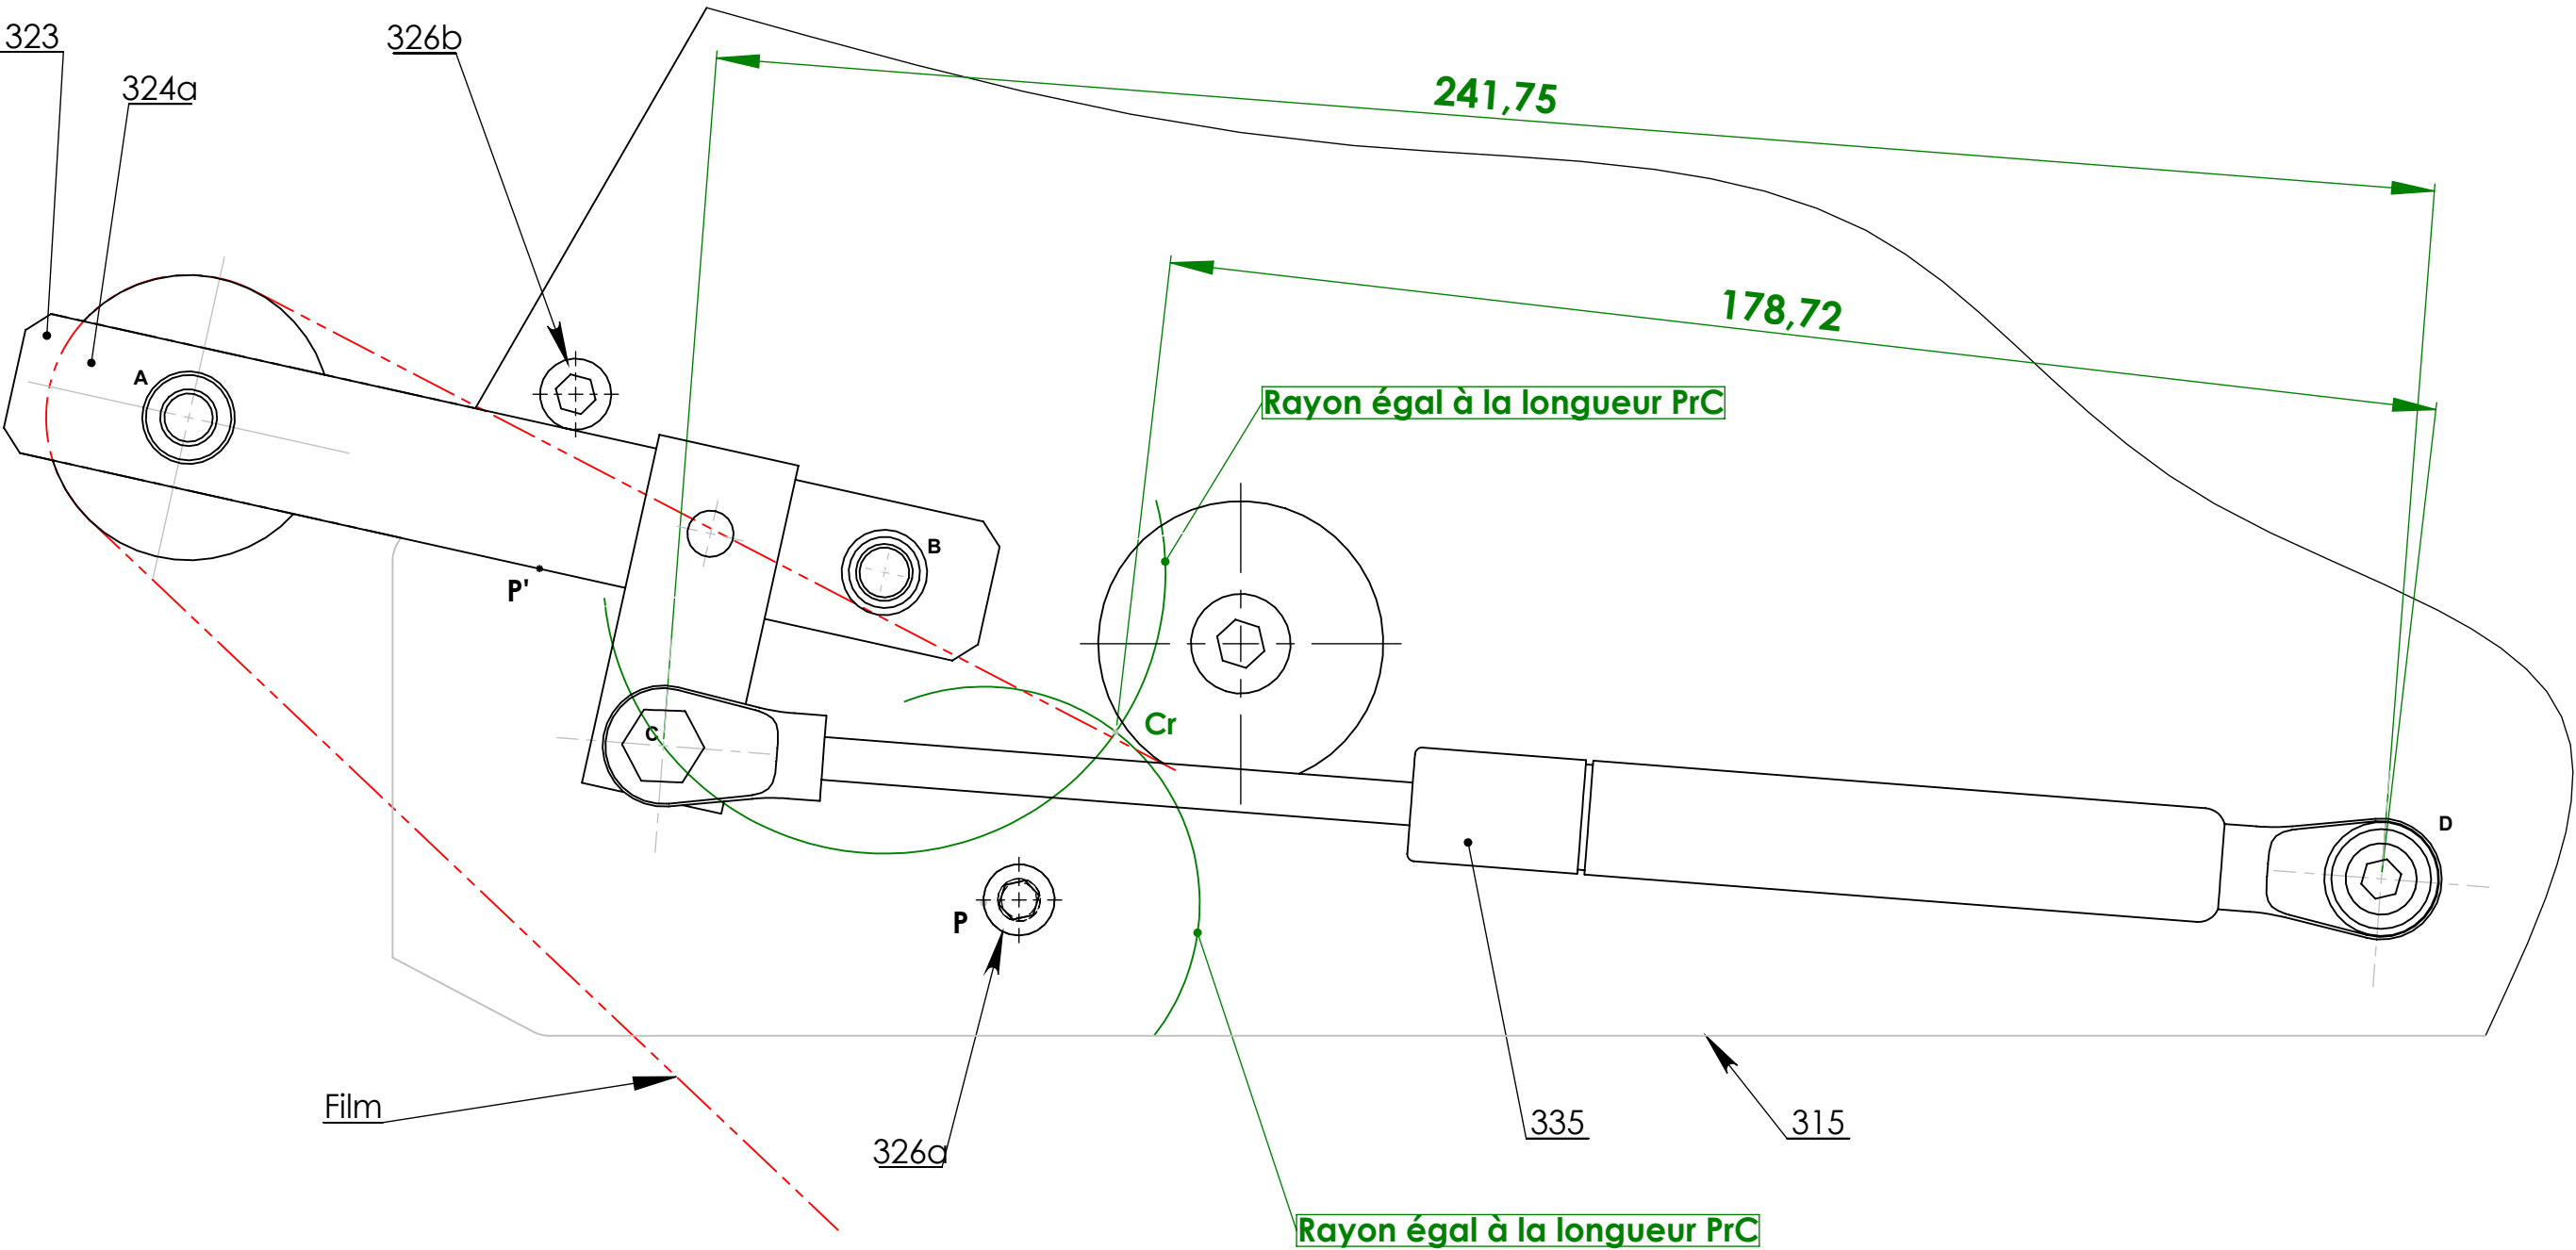 323
326b
324a
241,75
178,72
A
Rayon égal à la longueur PrC
B
P'
Cr
C
D
P
Film
326a
335
315
Rayon égal à la longueur PrC